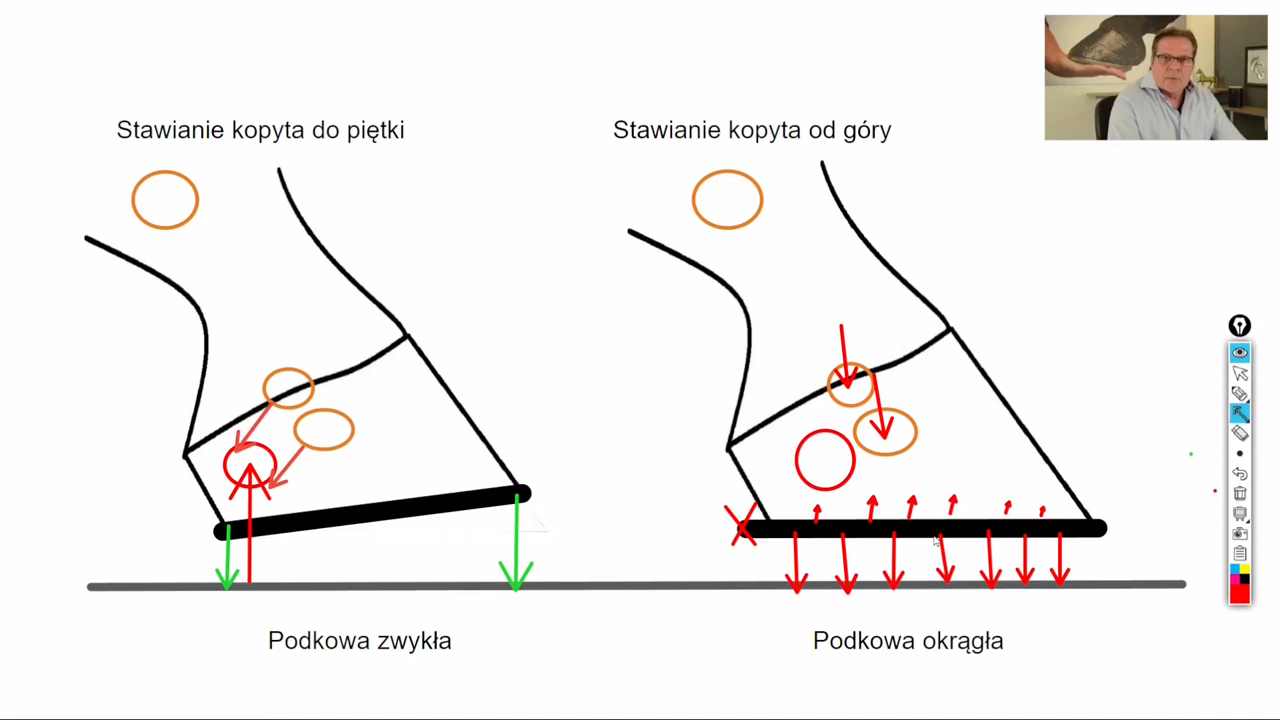 Stawianie kopyta do piętki
Stawianie kopyta od góry
Podkowa zwykła
Podkowa okrągła